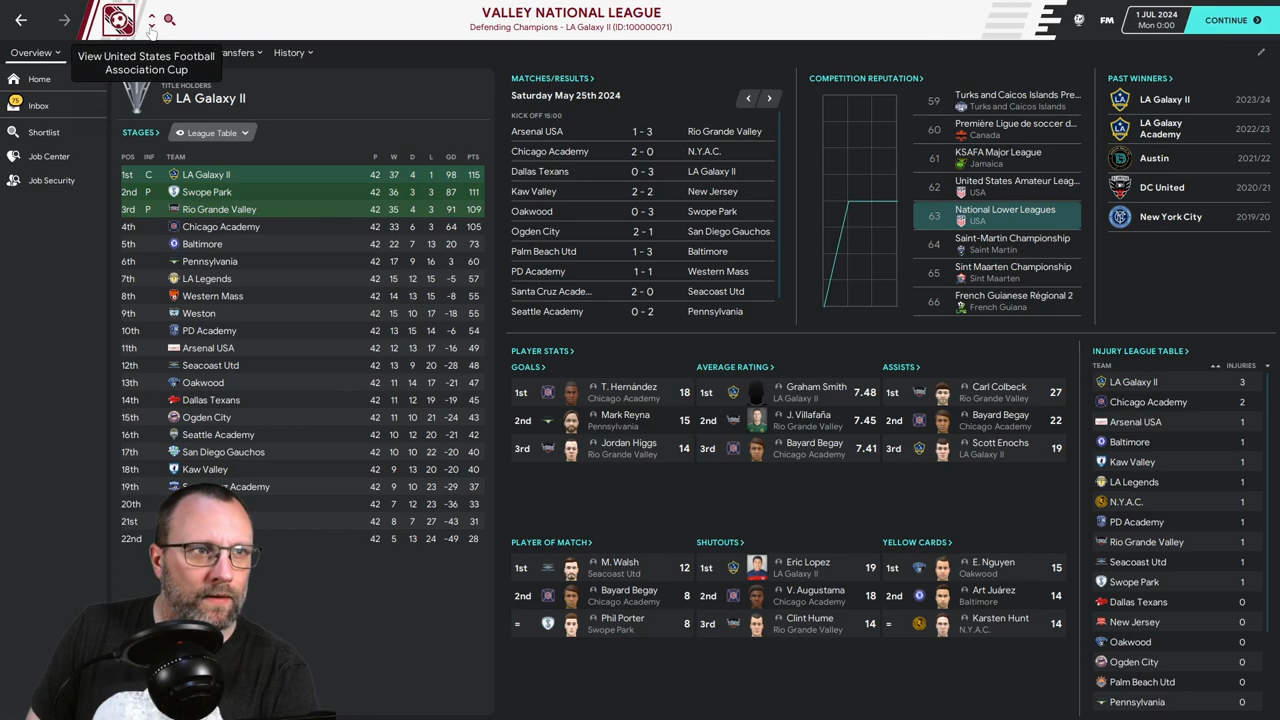 VALLEY NATIONAL LEAGUE
Defending Champions - LA Galaxy II (ID:100000071)
FM
1 JUL 2024
Mon 0:00
CONTINUE
Overview
ansfers
History
View United States Football
Association Cup
Home
75
Inbox
Shortlist
Job Center
Job Security
TITLE HOLDERS
LA Galaxy II
STAGES
League Table
POS INF TEAM P W D L GD PTS
1st C LA Galaxy II 42 37 4 1 98 115
2nd P Swope Park 42 36 3 3 87 111
3rd P Rio Grande Valley 42 35 4 3 91 109
4th Chicago Academy 42 33 6 3 64 105
5th Baltimore 42 22 7 13 20 73
6th Pennsylvania 42 17 9 16 3 60
7th LA Legends 42 15 12 15 -5 57
8th Western Mass 42 14 13 15 -8 55
9th Weston 42 15 10 17 -18 55
10th PD Academy 42 13 15 14 -6 54
11th Arsenal USA 42 12 13 17 -16 49
12th Seacoast Utd 42 13 9 20 -28 48
13th Oakwood 42 11 14 17 -21 47
14th Dallas Texans 42 11 12 19 -19 45
15th Ogden City 42 11 10 21 -24 43
16th Seattle Academy 42 10 12 20 -21 42
17th San Diego Gauchos 42 10 10 22 -20 40
18th Kaw Valley 42 9 13 20 -20 40
19th Academy 42 9 10 23 -29 37
20th 42 7 12 23 -36 33
21st 42 8 7 27 -43 31
22nd 42 5 13 24 -49 28
MATCHES/RESULTS
Saturday May 25th 2024
KICK OFF 15:00
Arsenal USA 1 - 3 Rio Grande Valley
Chicago Academy 2 - 0 N.Y.A.C.
Dallas Texans 0 - 3 LA Galaxy II
Kaw Valley 2 - 2 New Jersey
Oakwood 0 - 3 Swope Park
Ogden City 2 - 1 San Diego Gauchos
Palm Beach Utd 1 - 3 Baltimore
PD Academy 1 - 1 Western Mass
Santa Cruz Acade... 2 - 0 Seacoast Utd
Seattle Academy 0 - 2 Pennsylvania
COMPETITION REPUTATION
59 Turks and Caicos Islands Pre...
Turks and Caicos Islands
60 Première Ligue de soccer d...
Canada
61 KSAFA Major League
Jamaica
62 United States Amateur Leag...
USA
63 National Lower Leagues
USA
64 Saint-Martin Championship
Saint Martin
65 Sint Maarten Championship
Sint Maarten
66 French Guianese Régional 2
French Guiana
PAST WINNERS
LA Galaxy II 2023/24
LA Galaxy
Academy 2022/23
Austin 2021/22
DC United 2020/21
New York City 2019/20
PLAYER STATS
GOALS
1st T. Hernández 18
Chicago Academy
2nd Mark Reyna 15
Pennsylvania
3rd Jordan Higgs 14
Rio Grande Valley
AVERAGE RATING
1st Graham Smith 7.48
LA Galaxy II
2nd J. Villafaña 7.45
Rio Grande Valley
3rd Bayard Begay 7.41
Chicago Academy
ASSISTS
1st Carl Colbeck 27
Rio Grande Valley
2nd Bayard Begay 22
Chicago Academy
3rd Scott Enochs 19
LA Galaxy II
PLAYER OF MATCH
1st M. Walsh 12
Seacoast Utd
2nd Bayard Begay 8
Chicago Academy
= Phil Porter 8
Swope Park
SHUTOUTS
1st Eric Lopez 19
LA Galaxy II
2nd V. Augustama 18
Chicago Academy
3rd Clint Hume 14
Rio Grande Valley
YELLOW CARDS
1st E. Nguyen 15
Oakwood
2nd Art Juárez 14
Baltimore
= Karsten Hunt 14
N.Y.A.C.
INJURY LEAGUE TABLE
TEAM INJURIES
LA Galaxy II 3
Chicago Academy 2
Arsenal USA 1
Baltimore 1
Kaw Valley 1
LA Legends 1
N.Y.A.C. 1
PD Academy 1
Rio Grande Valley 1
Seacoast Utd 1
Swope Park 1
Dallas Texans 0
New Jersey 0
Oakwood 0
Ogden City 0
Palm Beach Utd 0
Pennsylvania 0